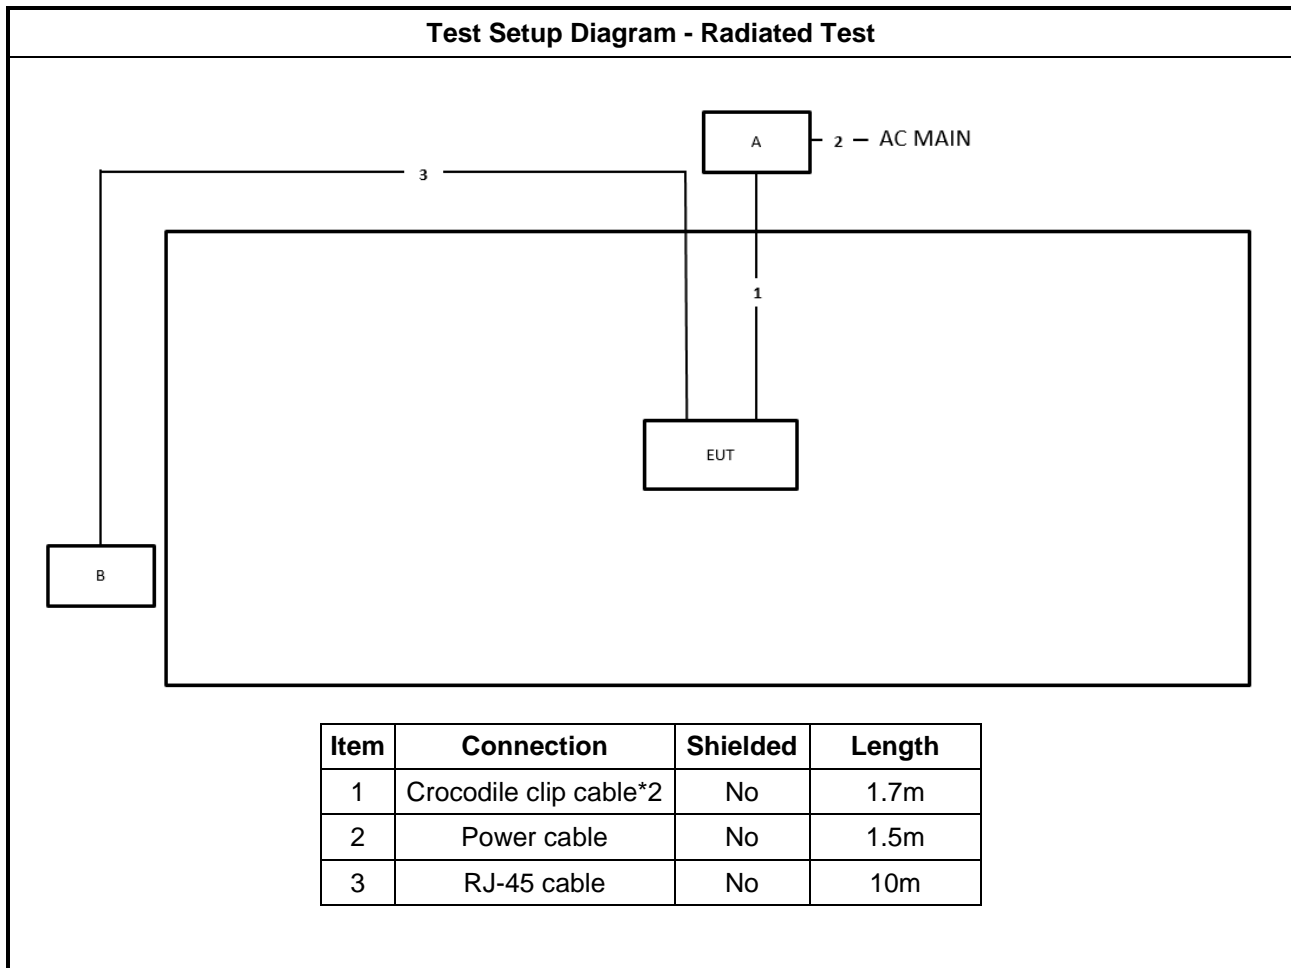 Test Setup Diagram - Radiated Test
A
2
AC MAIN
3
1
EUT
B
Item Connection Shielded Length
1 Crocodile clip cable*2 No 1.7m
2 Power cable No 1.5m
3 RJ-45 cable No 10m